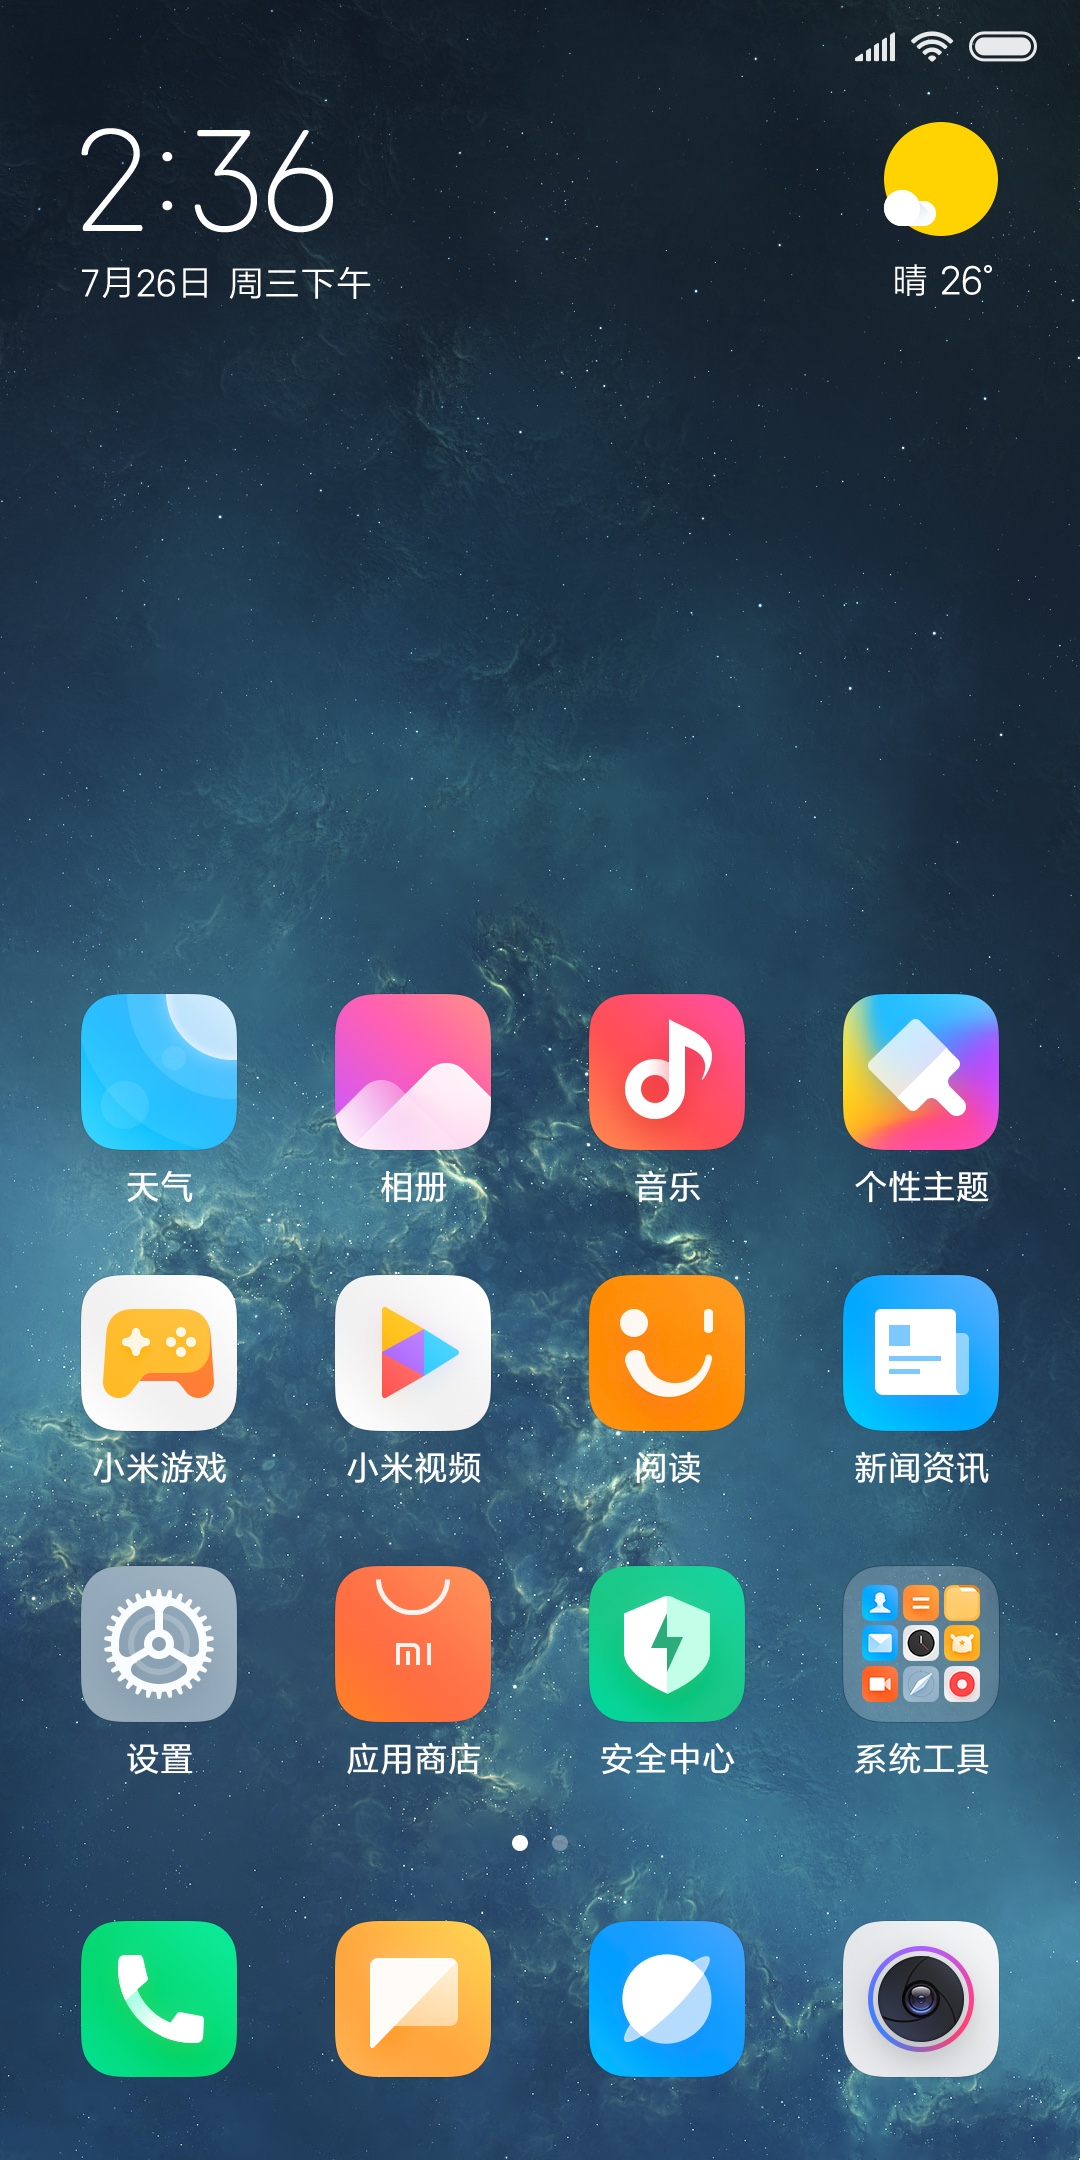 2:36
7月26日 周三下午
晴 26°
天气
相册
音乐
个性主题
小米游戏
小米视频
阅读
新闻资讯
设置
mi
应用商店
安全中心
系统工具